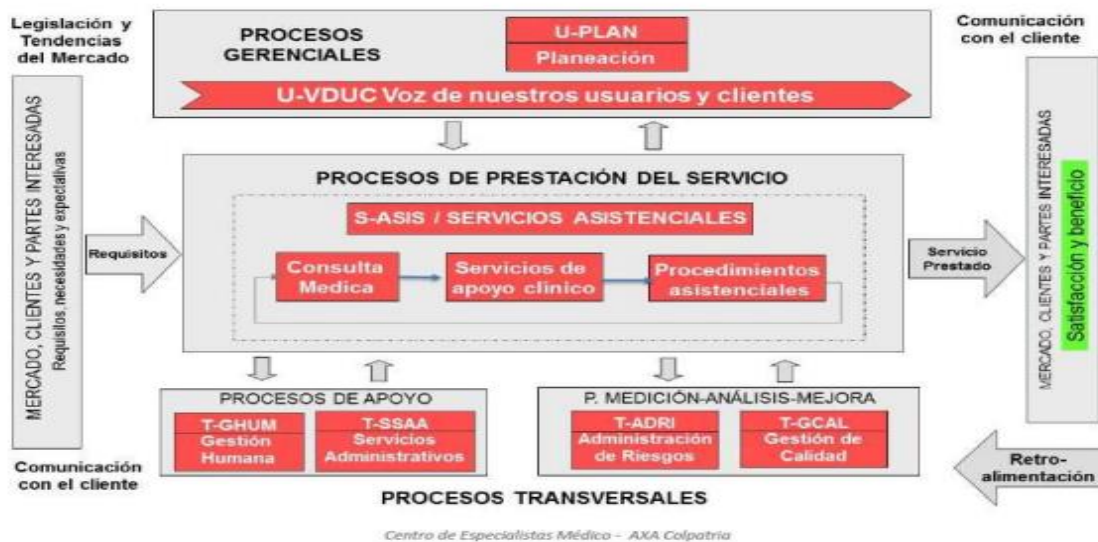 Legislación y
Tendencias
del Mercado
PROCESOS
GERENCIALES
U-PLAN
Planeación
U-VDUC Voz de nuestros usuarios y clientes
Comunicación
con el cliente
MERCADO, CLIENTES Y PARTES INTERESADAS
Requisitos, necesidades y expectativas
Requisitos
PROCESOS DE PRESTACIÓN DEL SERVICIO
S-ASIS / SERVICIOS ASISTENCIALES
Consulta
Medica
Servicios de
apoyo clínico
Procedimientos
asistenciales
Servicio
Prestado
MERCADO, CLIENTES Y PARTES INTERESADAS
Satisfacción y beneficio
PROCESOS DE APOYO
T-GHUM
Gestión
Humana
T-SSAA
Servicios
Administrativos
P. MEDICIÓN-ANÁLISIS-MEJORA
T-ADRI
Administración
de Riesgos
T-GCAL
Gestión de
Calidad
Comunicación
con el cliente
Retro-
alimentación
PROCESOS TRANSVERSALES
Centro de Especialistas Médico - AXA Colpatria